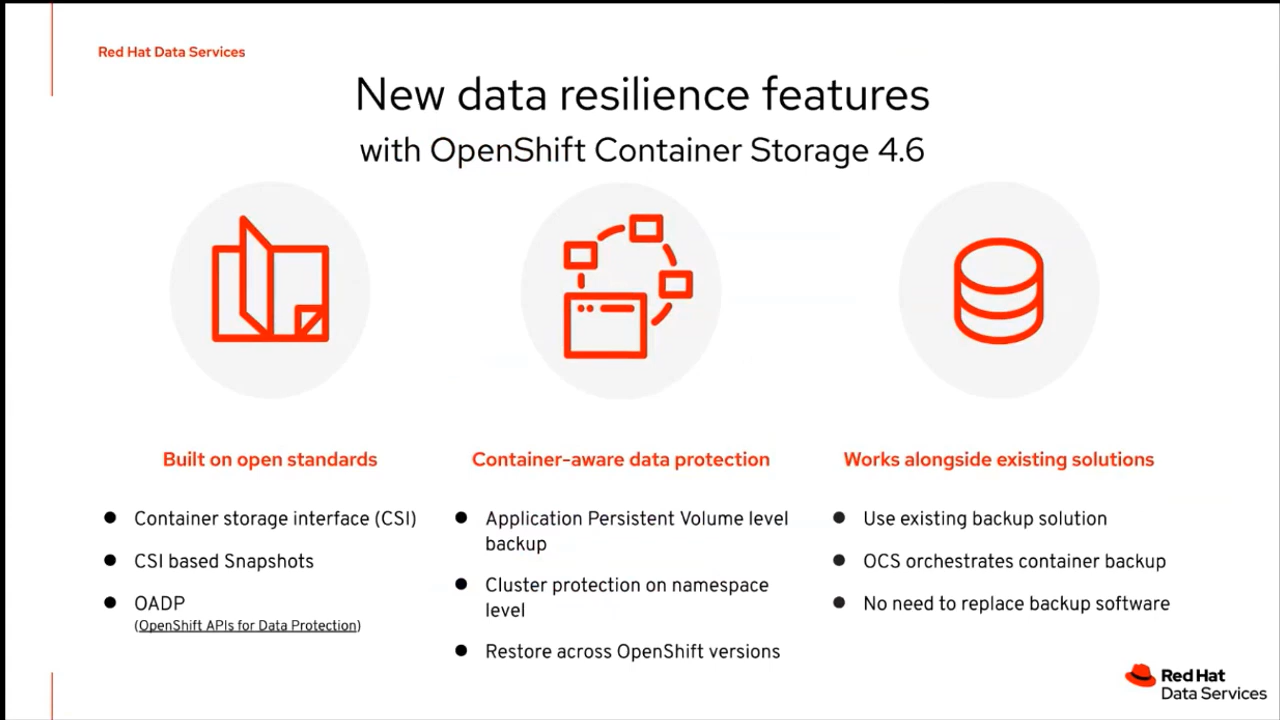 Red Hat Data Services
New data resilience features
with OpenShift Container Storage 4.6
Built on open standards
● Container storage interface (CSI)
● CSI based Snapshots
● OADP
(OpenShift APIs for Data Protection)
Container-aware data protection
● Application Persistent Volume level
backup
● Cluster protection on namespace
level
● Restore across OpenShift versions
Works alongside existing solutions
● Use existing backup solution
● OCS orchestrates container backup
● No need to replace backup software
Red Hat
Data Services